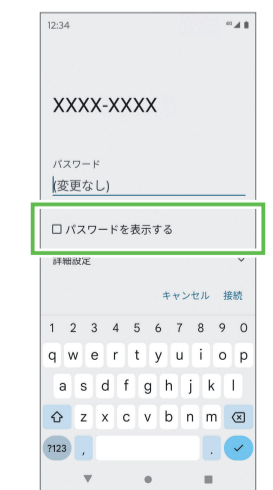 12:34
XXXX-XXXX
パスワード
(変更なし)
パスワードを表示する
詳細設定
キャンセル 接続
1 2 3 4 5 6 7 8 9 0
q w e r t y u i o p
a s d f g h j k l
z x c v b n m
?123 , .